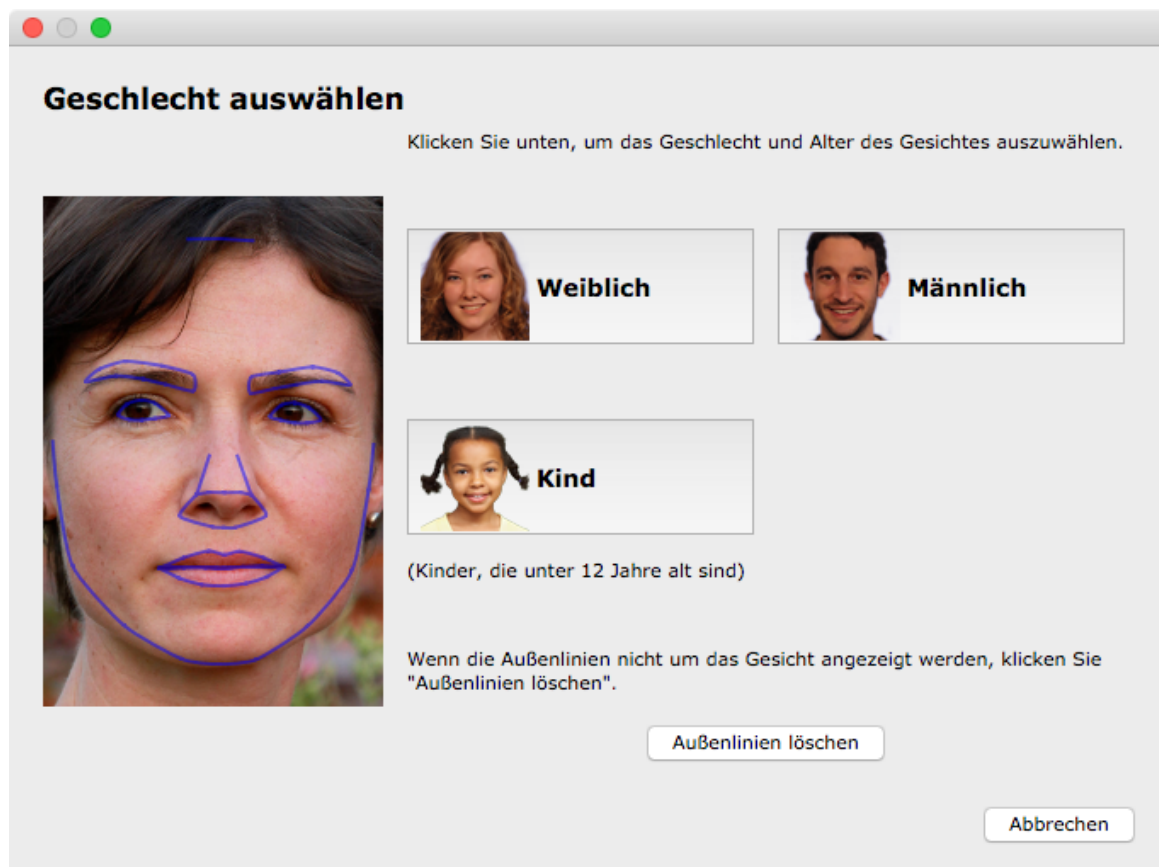 Geschlecht auswählen
Klicken Sie unten, um das Geschlecht und Alter des Gesichtes auszuwählen.
Weiblich
Männlich
Kind
(Kinder, die unter 12 Jahre alt sind)
Wenn die Außenlinien nicht um das Gesicht angezeigt werden, klicken Sie
"Außenlinien löschen".
Außenlinien löschen
Abbrechen